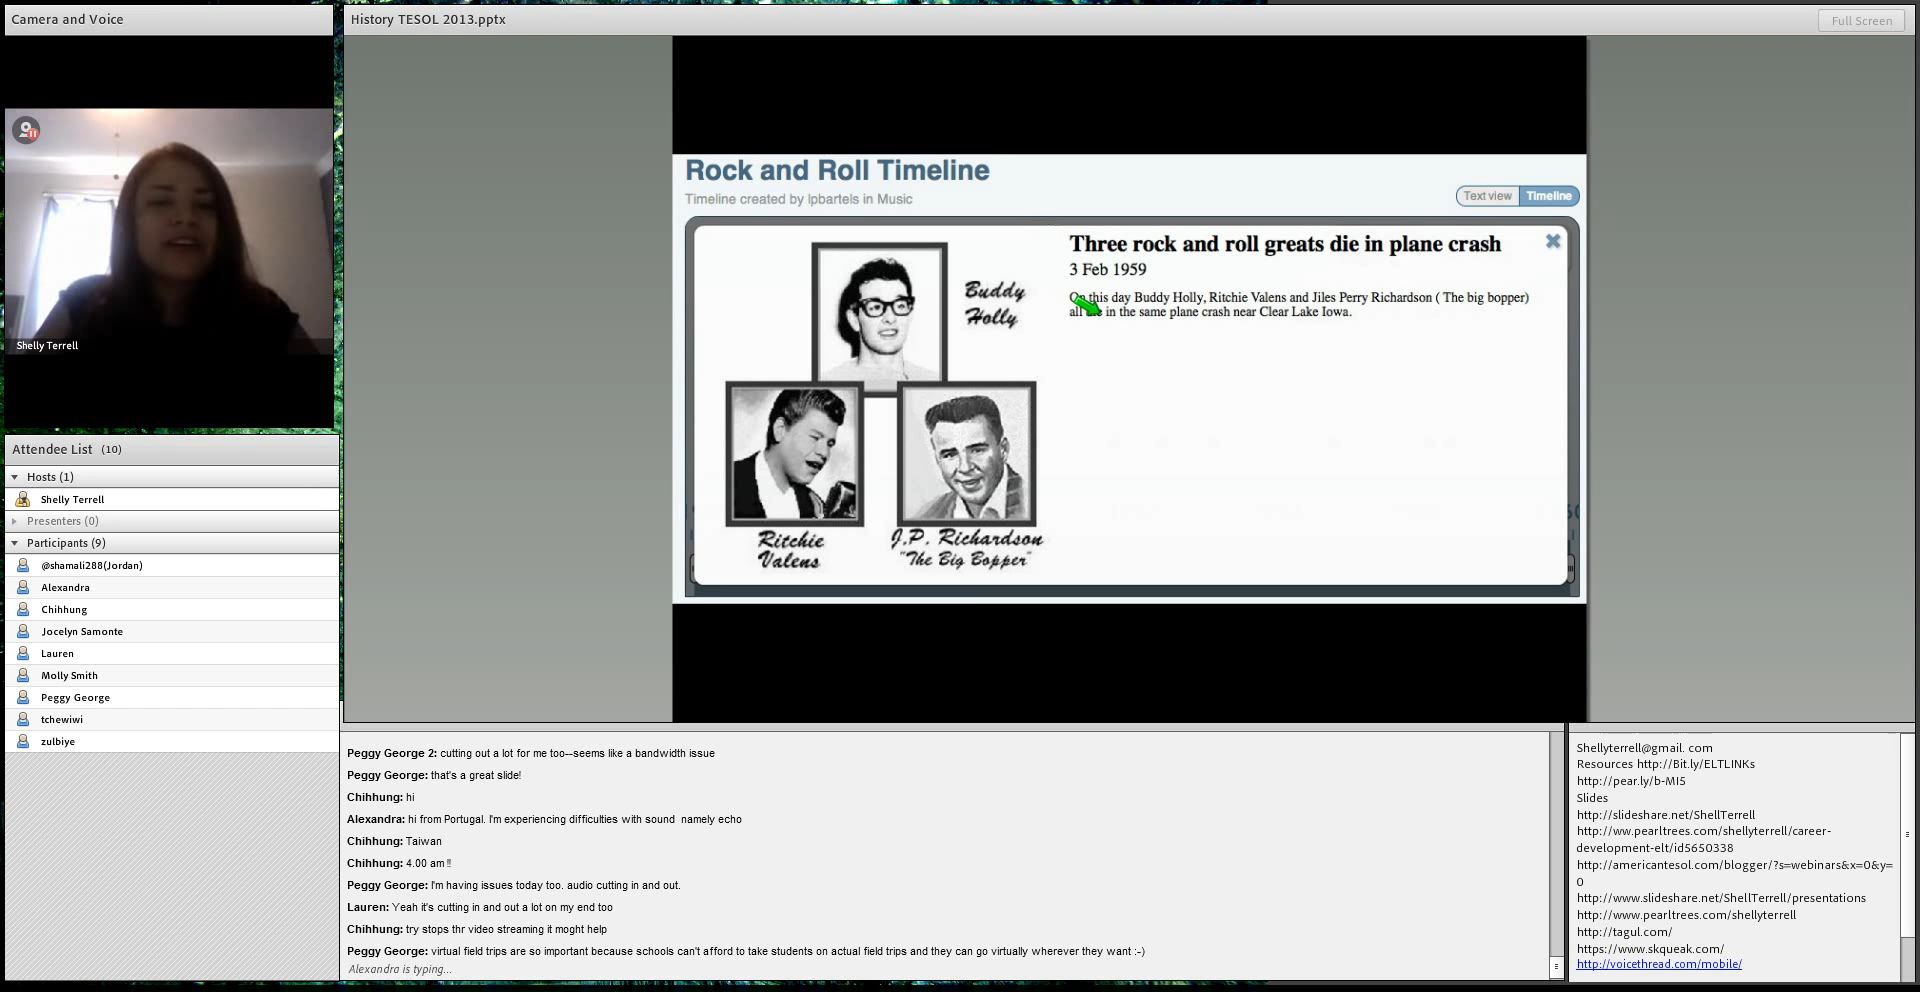 Camera and Voice
Shelly Terrell
Attendee List (10)
Hosts (1)
Shelly Terrell
Presenters (0)
Participants (9)
@shamali288(Jordan)
Alexandra
Chihhung
Jocelyn Samonte
Lauren
Molly Smith
Peggy George
tchewiwi
zulbiye
History TESOL 2013.pptx
Full Screen
Rock and Roll Timeline
Timeline created by lpbartels in Music
Text view
Timeline
Buddy
Holly
Ritchie
Valens
J.P. Richardson
"The Big Bopper"
Three rock and roll greats die in plane crash
3 Feb 1959
On this day Buddy Holly, Ritchie Valens and Jiles Perry Richardson ( The big bopper)
all die in the same plane crash near Clear Lake Iowa.
Peggy George 2: cutting out a lot for me too--seems like a bandwidth issue
Peggy George: that's a great slide!
Chihhung: hi
Alexandra: hi from Portugal. I'm experiencing difficulties with sound namely echo
Chihhung: Taiwan
Chihhung: 4.00 am !!
Peggy George: I'm having issues today too. audio cutting in and out.
Lauren: Yeah it's cutting in and out a lot on my end too
Chihhung: try stops thr video streaming it moght help
Peggy George: virtual field trips are so important because schools can't afford to take students on actual field trips and they can go virtually wherever they want :-)
Alexandra is typing...
Shellyterrell@gmail. com
Resources http://Bit.ly/ELTLINKs
http://pear.ly/b-MI5
Slides
http://slideshare.net/ShellTerrell
http://ww.pearltrees.com/shellyterrell/career-
development-elt/id5650338
http://americantesol.com/blogger/?s=webinars&x=0&y=
0
http://www.slideshare.net/ShellTerrell/presentations
http://www.pearltrees.com/shellyterrell
http://tagul.com/
https://www.skqueak.com/
http://voicethread.com/mobile/